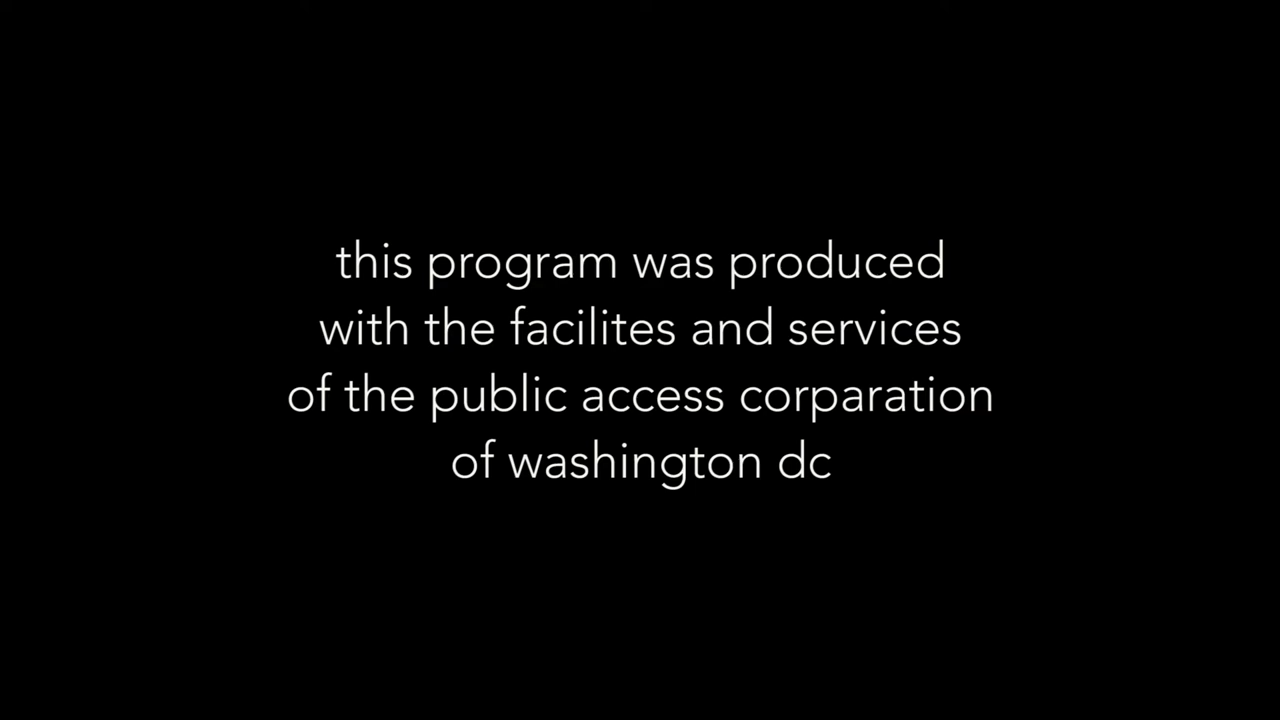 this program was produced
with the facilites and services
of the public access corparation
of washington dc